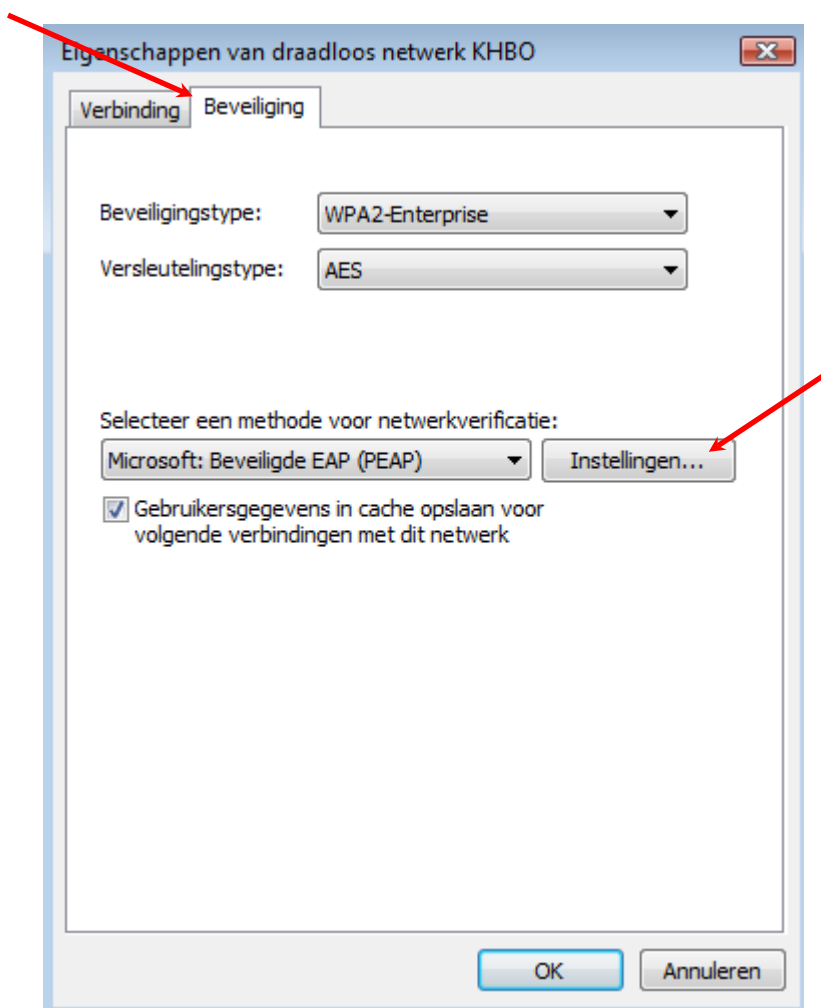 Eigenschappen van draadloos netwerk KHBO
Verbinding Beveiliging
Beveiligingstype: WPA2-Enterprise
Versleutelingstype: AES
Selecteer een methode voor netwerkverificatie:
Microsoft: Beveiligde EAP (PEAP) Instellingen...
Gebruikersgegevens in cache opslaan voor
volgende verbindingen met dit netwerk
OK Annuleren